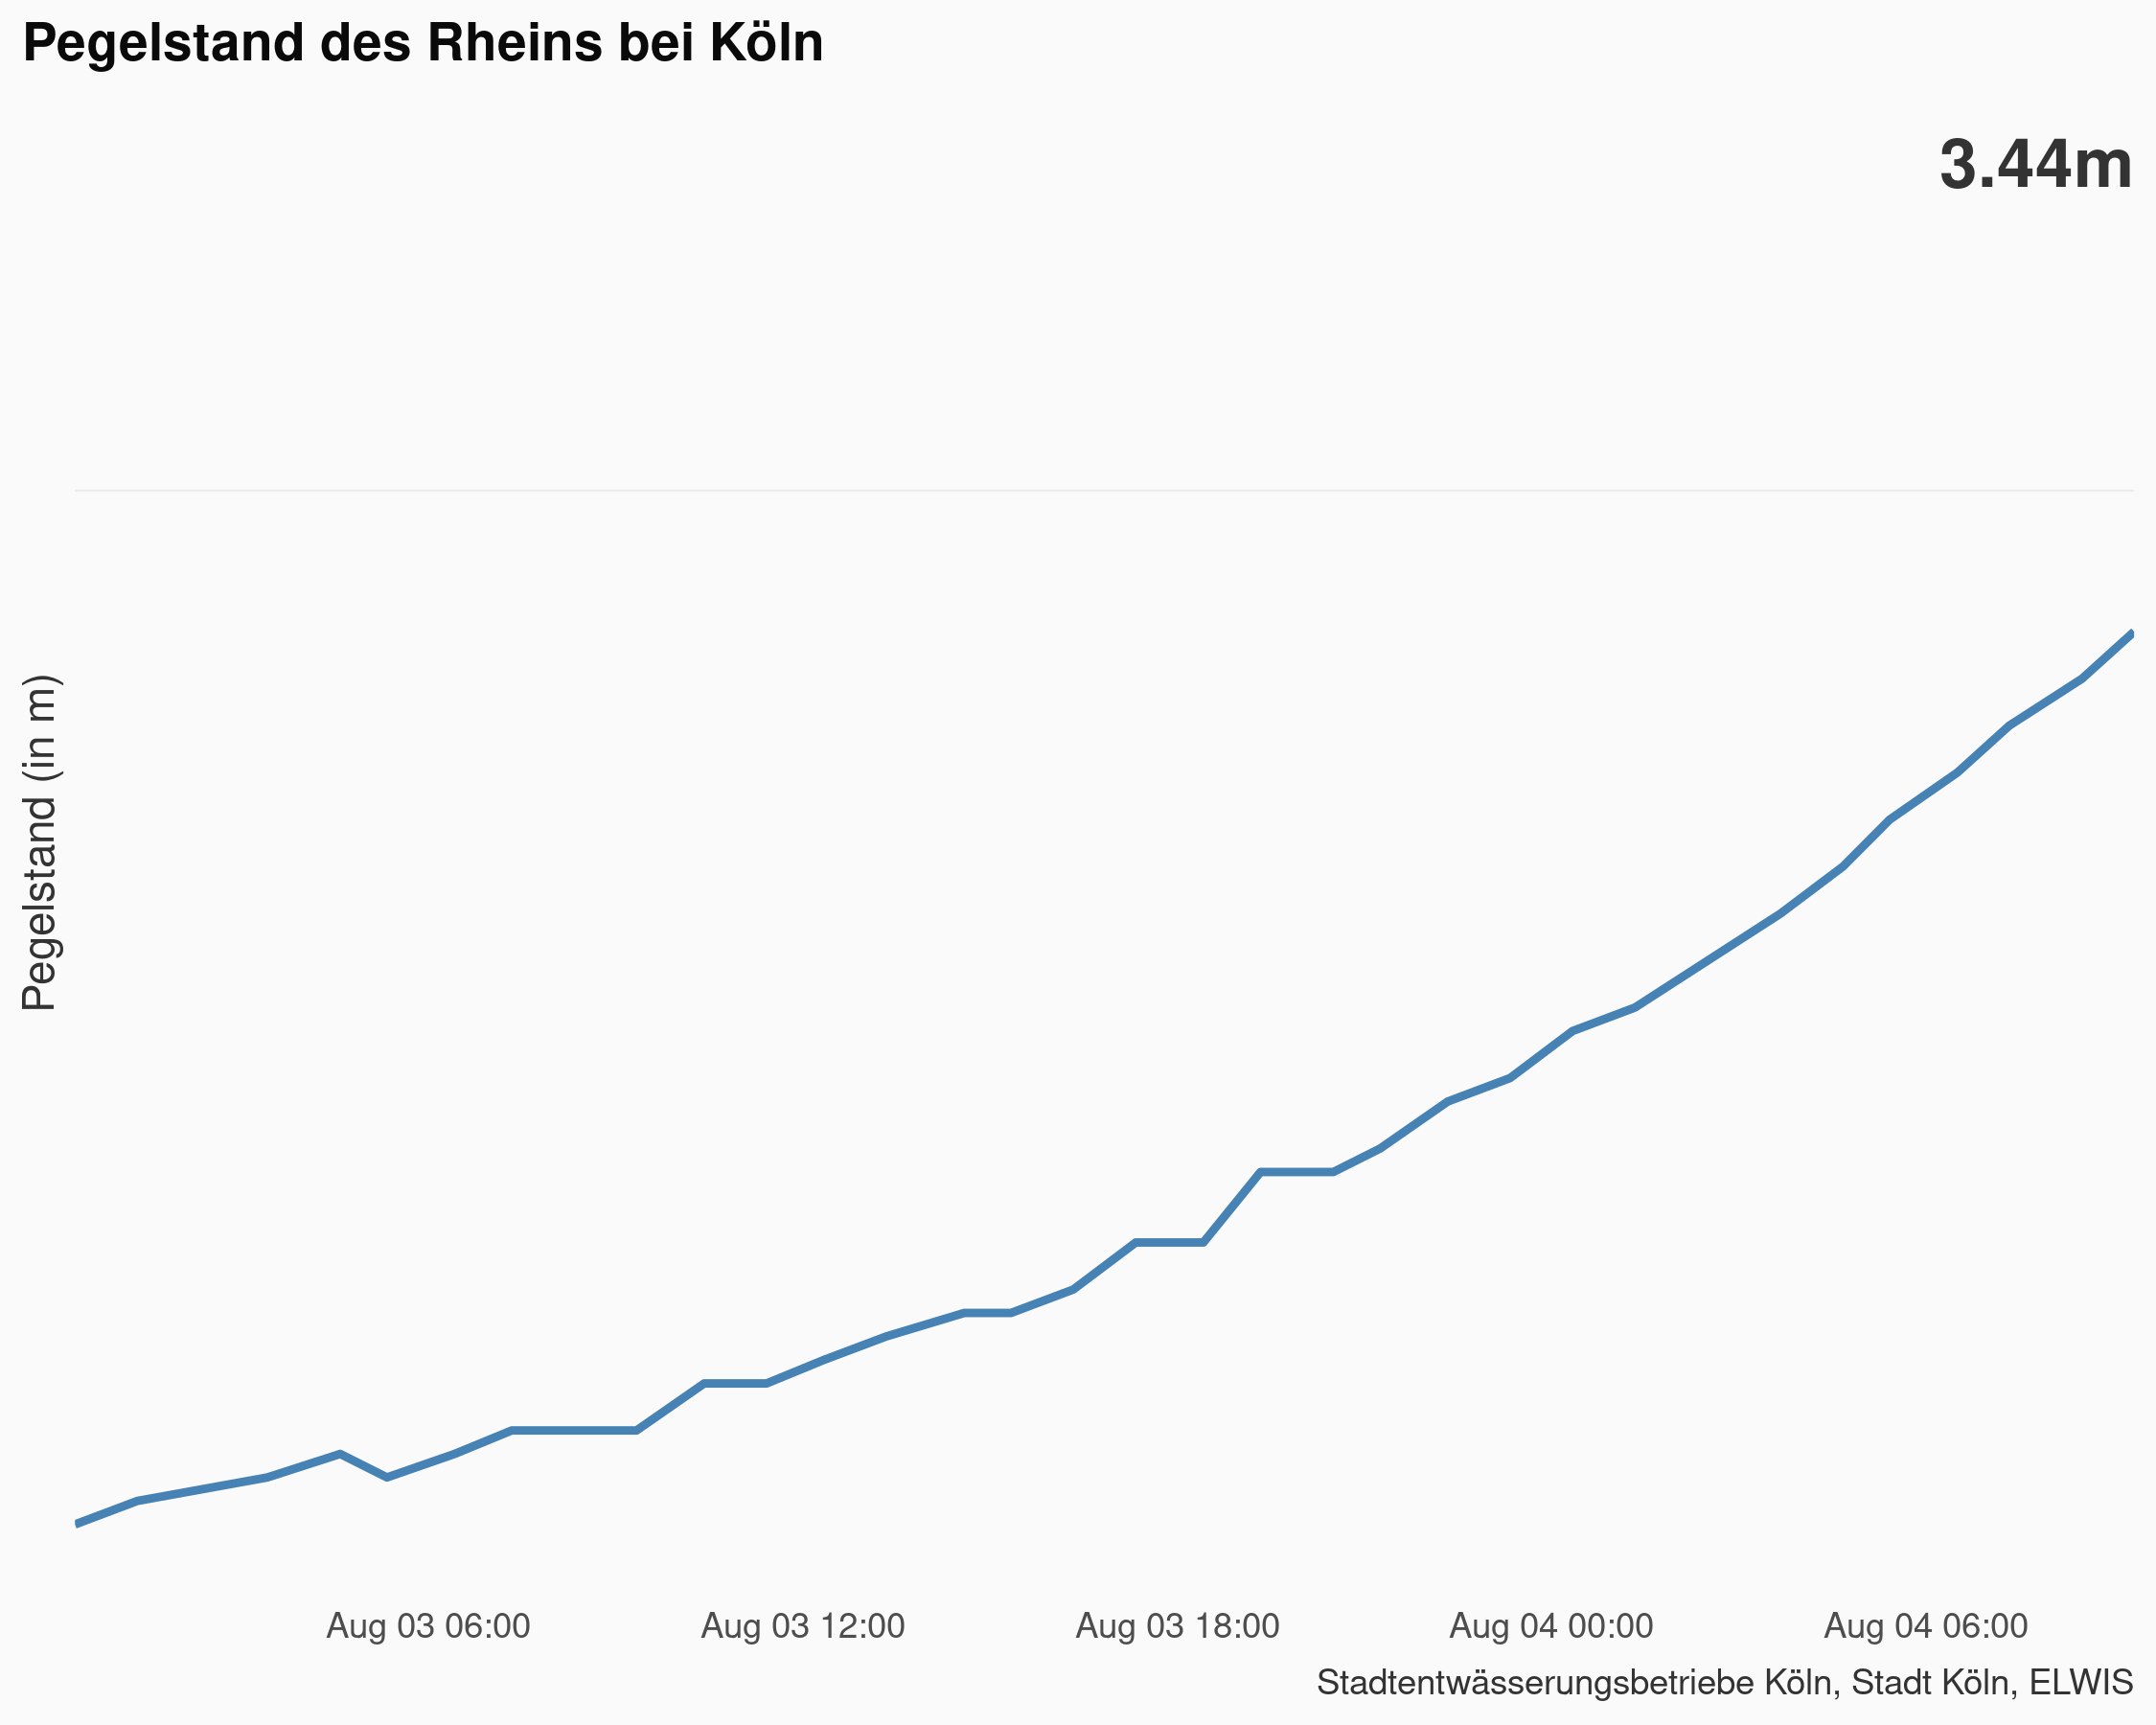 Pegelstand des Rheins bei Köln
3.44m
Pegelstand (in m)
Aug 03 06:00
Aug 03 12:00
Aug 03 18:00
Aug 04 00:00
Aug 04 06:00
Stadtentwässerungsbetriebe Köln, Stadt Köln, ELWIS